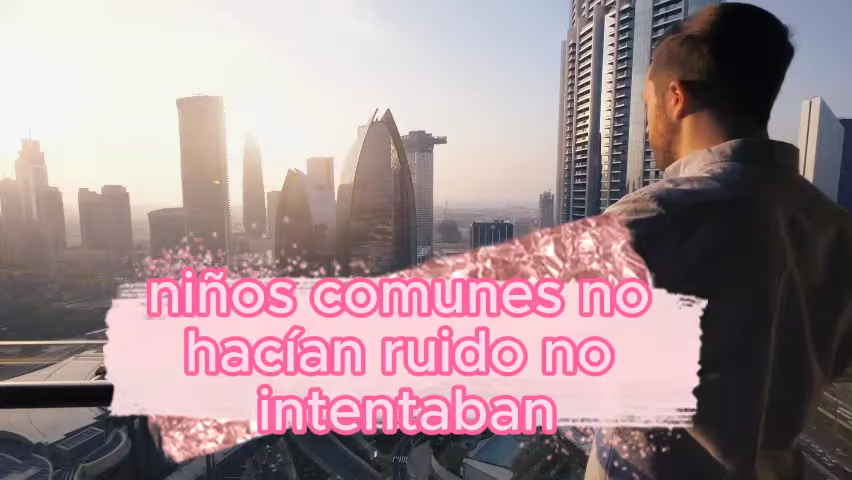 niños comunes no
hacían ruido no
intentaban